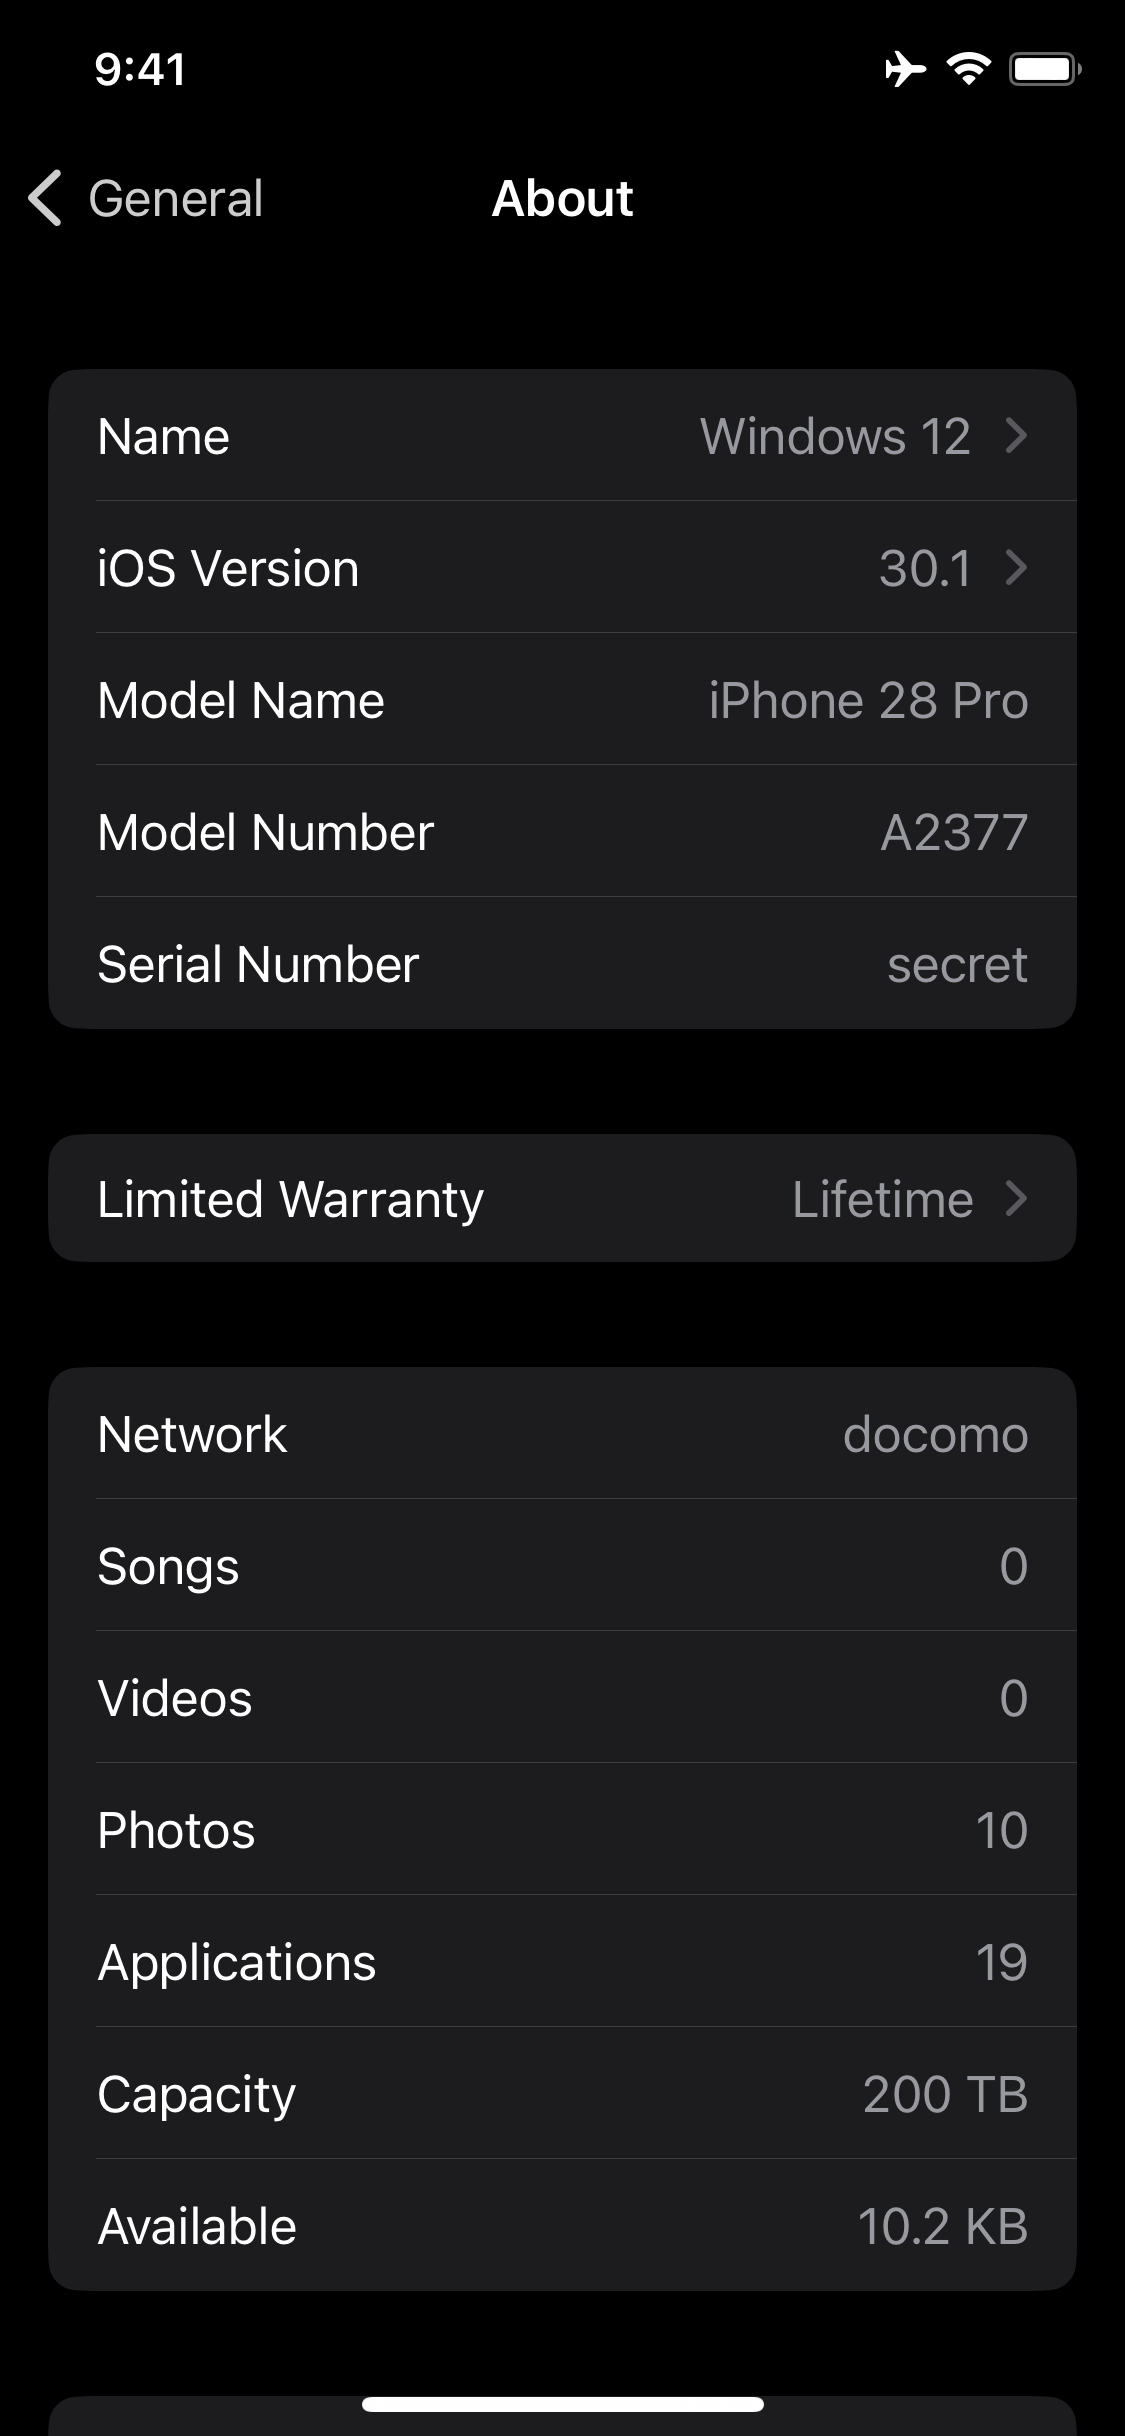 9:41
General
About
Name Windows 12
iOS Version 30.1
Model Name iPhone 28 Pro
Model Number A2377
Serial Number secret
Limited Warranty Lifetime
Network docomo
Songs 0
Videos 0
Photos 10
Applications 19
Capacity 200 TB
Available 10.2 KB